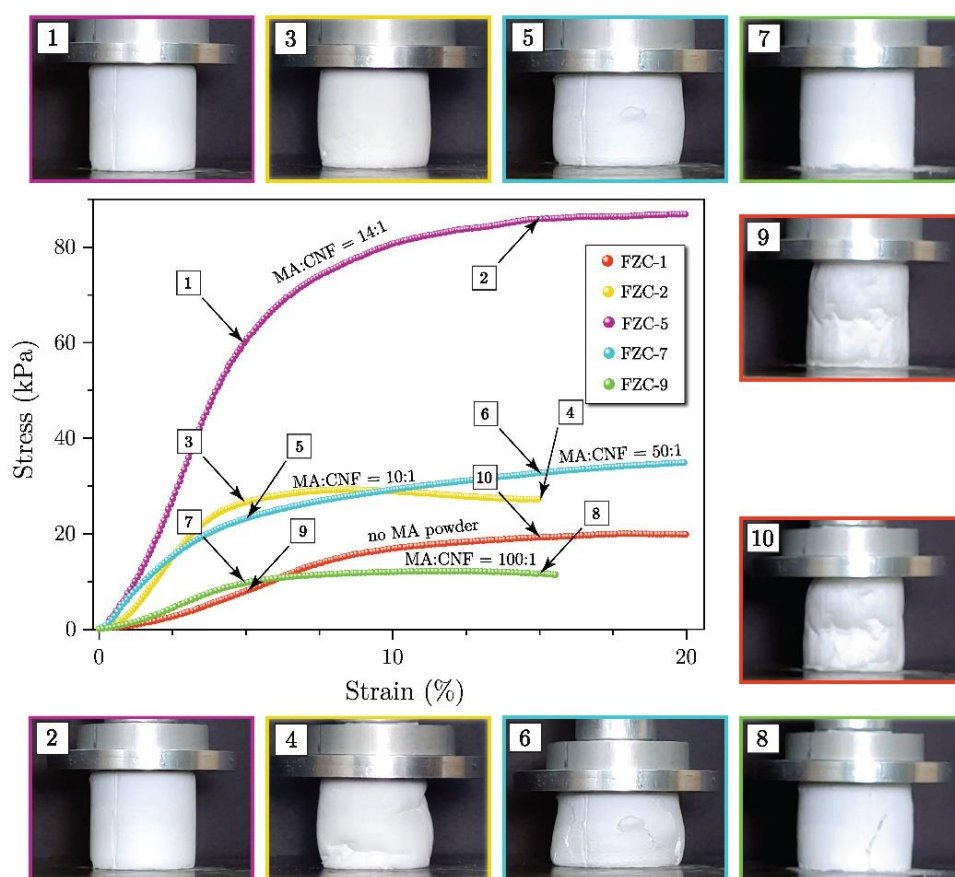 1
3
5
7
80
60
40
20
0
Stress (kPa)
MA:CNF = 14:1
1
2
FZC-1
FZC-2
FZC-5
FZC-7
FZC-9
3
5
6
4
MA:CNF = 10:1
10
MA:CNF = 50:1
7
9
no MA powder
8
MA:CNF = 100:1
0
10
20
Strain (%)
9
10
2
4
6
8